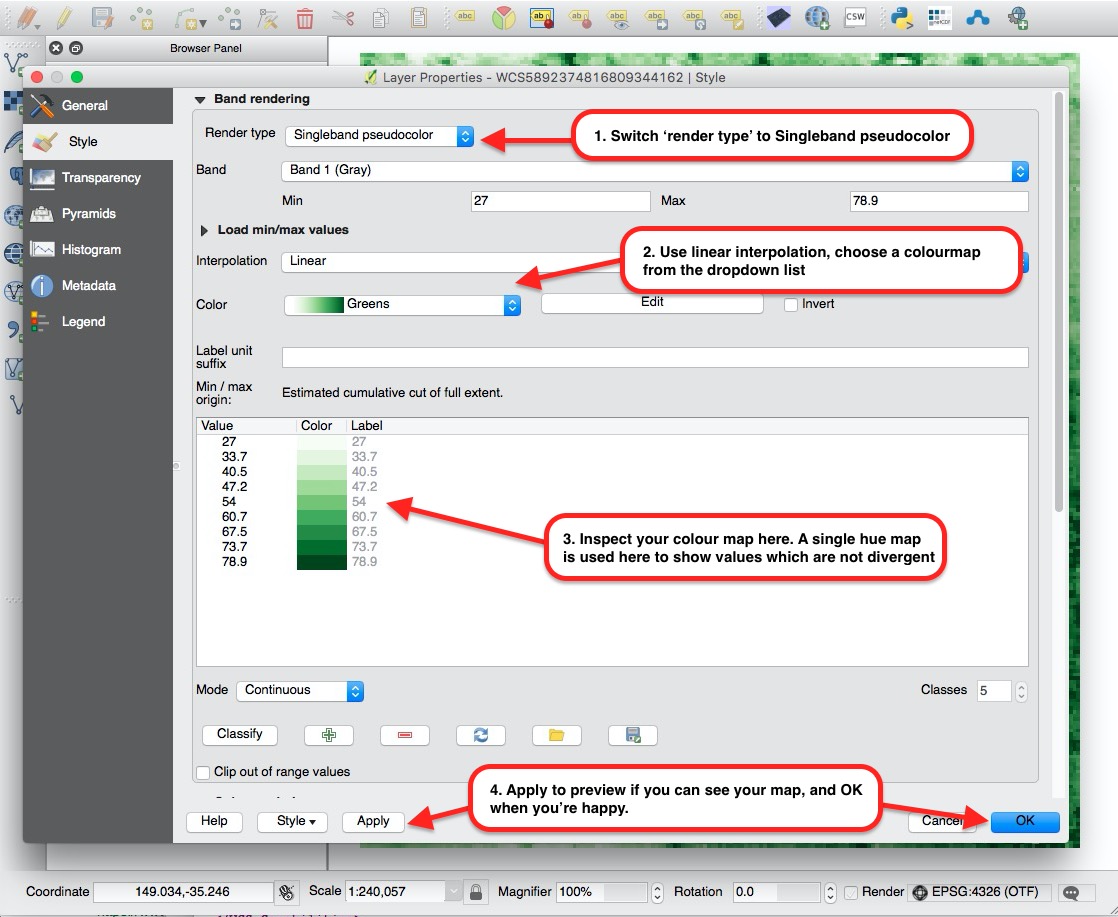 abc
ab
ab
abc
abc
abc
abc
CSW
Browser Panel
Layer Properties - WCS5892374816809344162 | Style
General
Style
Transparency
Pyramids
Histogram
Metadata
Legend
Band rendering
Render type
Singleband pseudocolor
1. Switch ‘render type’ to Singleband pseudocolor
Band
Band 1 (Gray)
Min
27
Max
78.9
Load min/max values
Interpolation
Linear
2. Use linear interpolation, choose a colourmap
from the dropdown list
Color
Greens
Edit
Invert
Label unit
suffix
Min / max
origin:
Estimated cumulative cut of full extent.
Value Color Label
27 27
33.7 33.7
40.5 40.5
47.2 47.2
54 54
60.7 60.7
67.5 67.5
73.7 73.7
78.9 78.9
3. Inspect your colour map here. A single hue map
is used here to show values which are not divergent
Mode
Continuous
Classes
5
Classify
Clip out of range values
4. Apply to preview if you can see your map, and OK
when you’re happy.
Help
Style
Apply
Cancel
OK
Coordinate
149.034,-35.246
Scale
1:240,057
Magnifier
100%
Rotation
0.0
Render
EPSG:4326 (OTF)